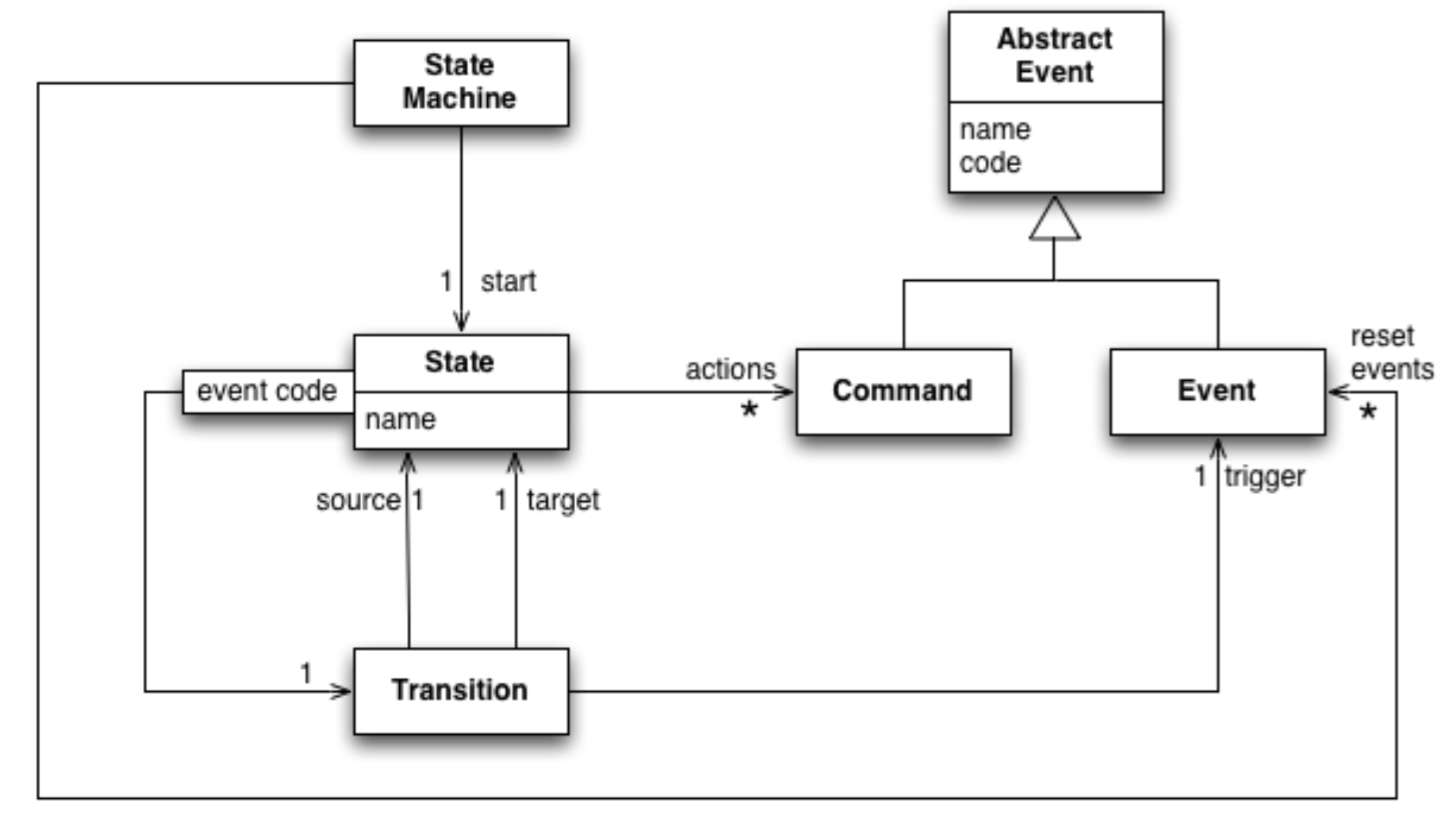 State
Machine
Abstract
Event
name
code
1 start
State
event code
name
actions
*
Command
Event
reset
events
*
source 1
1 target
1 trigger
1
Transition